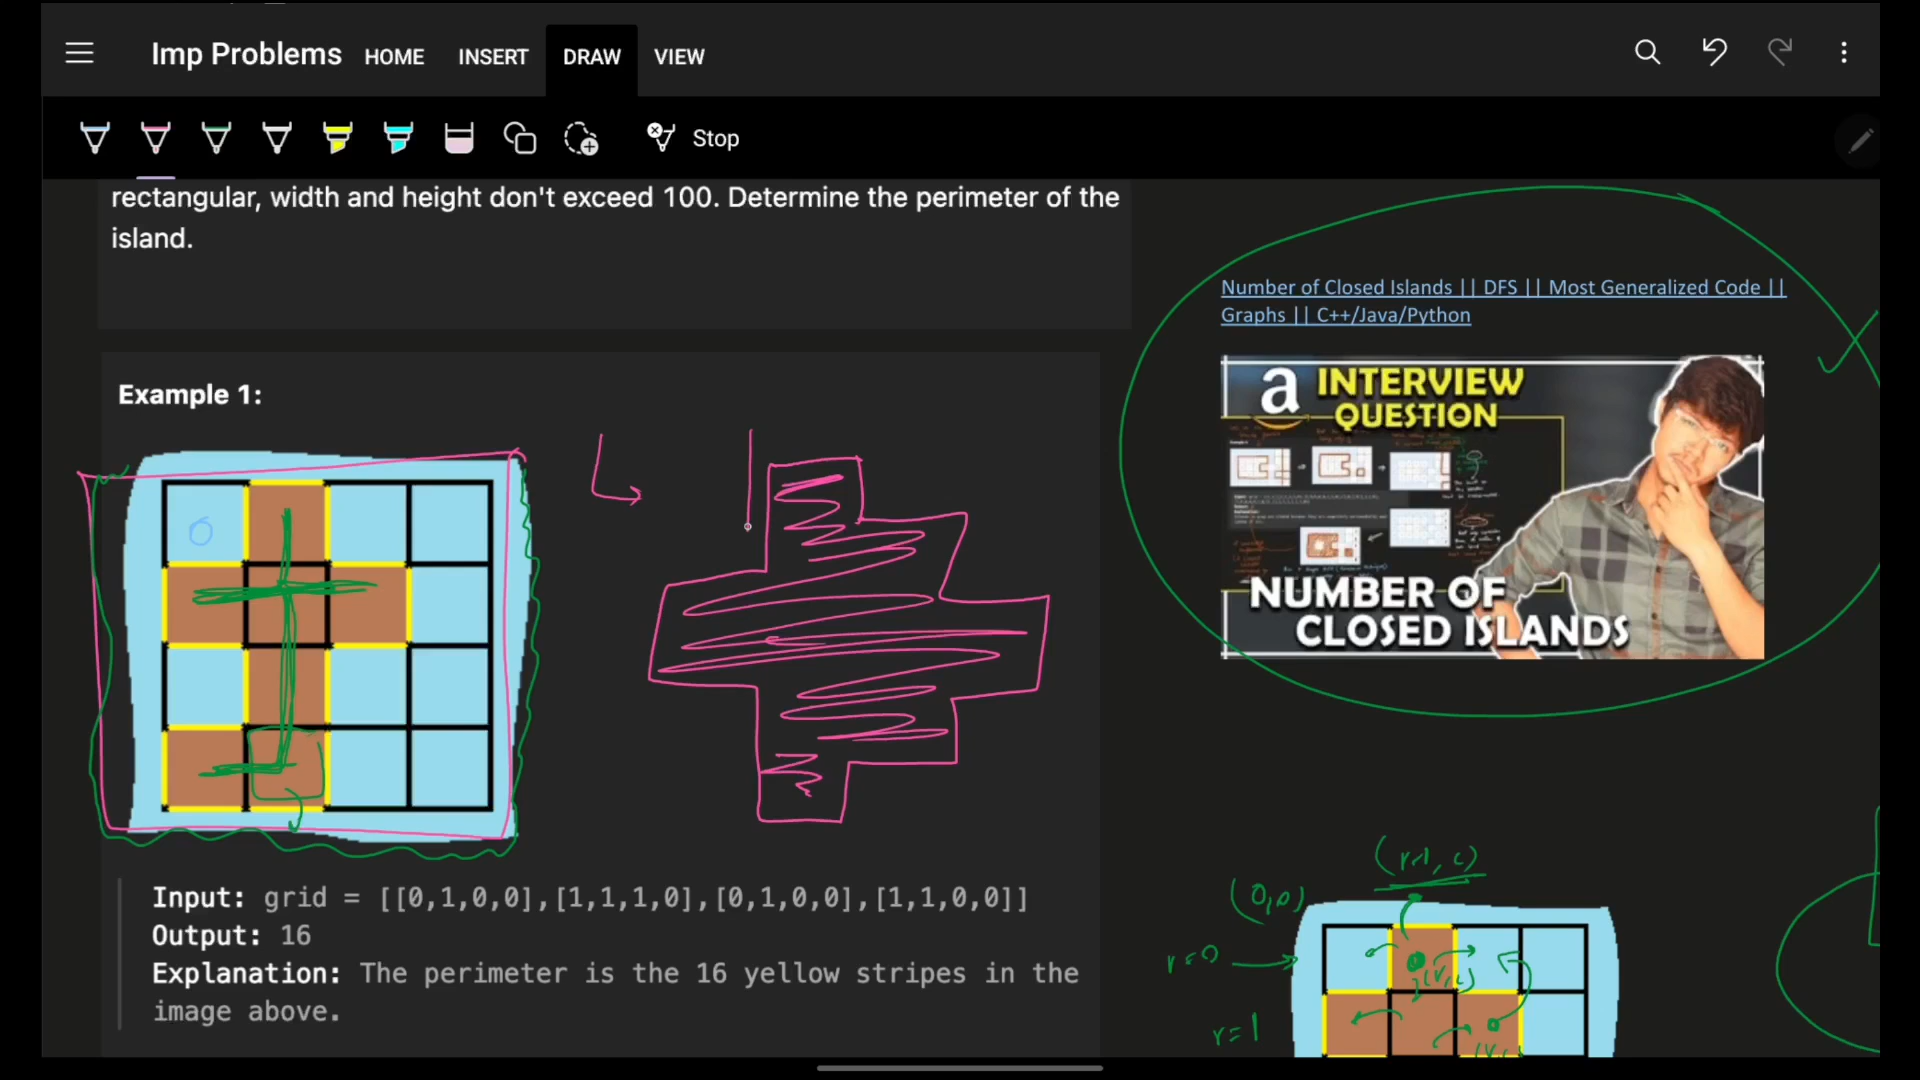 Imp Problems HOME INSERT DRAW VIEW
Stop
rectangular, width and height don't exceed 100. Determine the perimeter of the
island.
Number of Closed Islands || DFS || Most Generalized Code ||
Graphs || C++/Java/Python
a INTERVIEW
QUESTION
NUMBER OF
CLOSED ISLANDS
Example 1:
0
Input: grid = [[0,1,0,0],[1,1,1,0],[0,1,0,0],[1,1,0,0]]
Output: 16
Explanation: The perimeter is the 16 yellow stripes in the
image above.
(r-1, c)
(0,0)
r=0
(r,c)
r=1